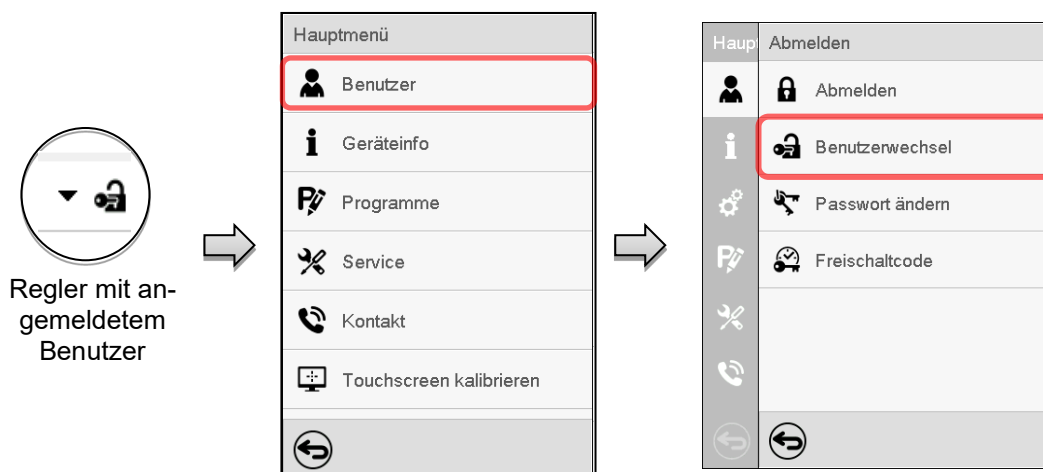 Regler mit an-
gemeldetem
Benutzer
Hauptmenü
Benutzer
Geräteinfo
Programme
Service
Kontakt
Touchscreen kalibrieren
Haup
Abmelden
Abmelden
Benutzerwechsel
Passwort ändern
Freischaltcode